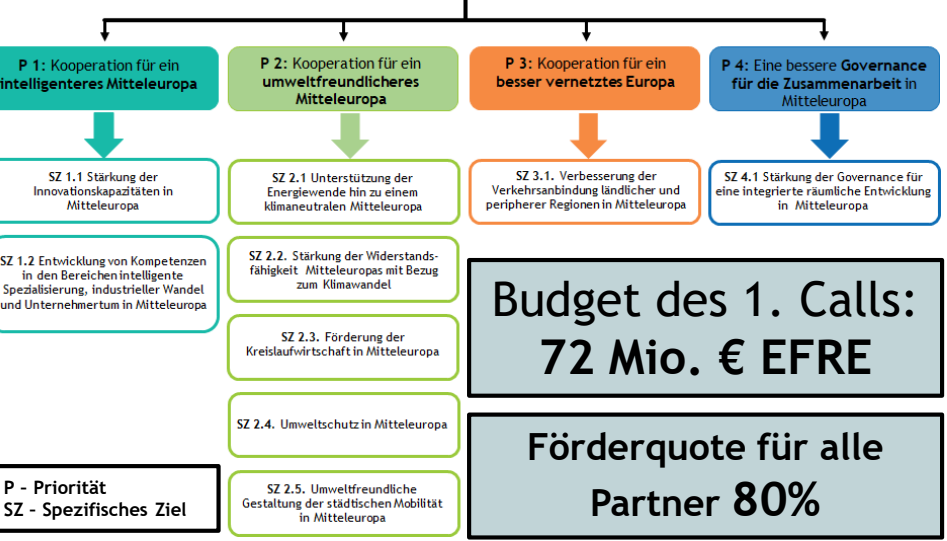 P 1: Kooperation für ein
intelligenteres Mitteleuropa
P 2: Kooperation für ein
umweltfreundlicheres
Mitteleuropa
P 3: Kooperation für ein
besser vernetztes Europa
P 4: Eine bessere Governance
für die Zusammenarbeit in
Mitteleuropa
SZ 1.1 Stärkung der
Innovationskapazitäten in
Mitteleuropa
SZ 2.1 Unterstützung der
Energiewende hin zu einem
klimaneutralen Mitteleuropa
SZ 3.1. Verbesserung der
Verkehrsanbindung ländlicher und
peripherer Regionen in Mitteleuropa
SZ 4.1 Stärkung der Governance für
eine integrierte räumliche Entwicklung
in Mitteleuropa
SZ 1.2 Entwicklung von Kompetenzen
in den Bereichen intelligente
Spezialisierung, industrieller Wandel
und Unternehmertum in Mitteleuropa
SZ 2.2. Stärkung der Widerstands-
fähigkeit Mitteleuropas mit Bezug
zum Klimawandel
SZ 2.3. Förderung der
Kreislaufwirtschaft in Mitteleuropa
SZ 2.4. Umweltschutz in Mitteleuropa
SZ 2.5. Umweltfreundliche
Gestaltung der städtischen Mobilität
in Mitteleuropa
Budget des 1. Calls:
72 Mio. € EFRE
Förderquote für alle
Partner 80%
P - Priorität
SZ - Spezifisches Ziel